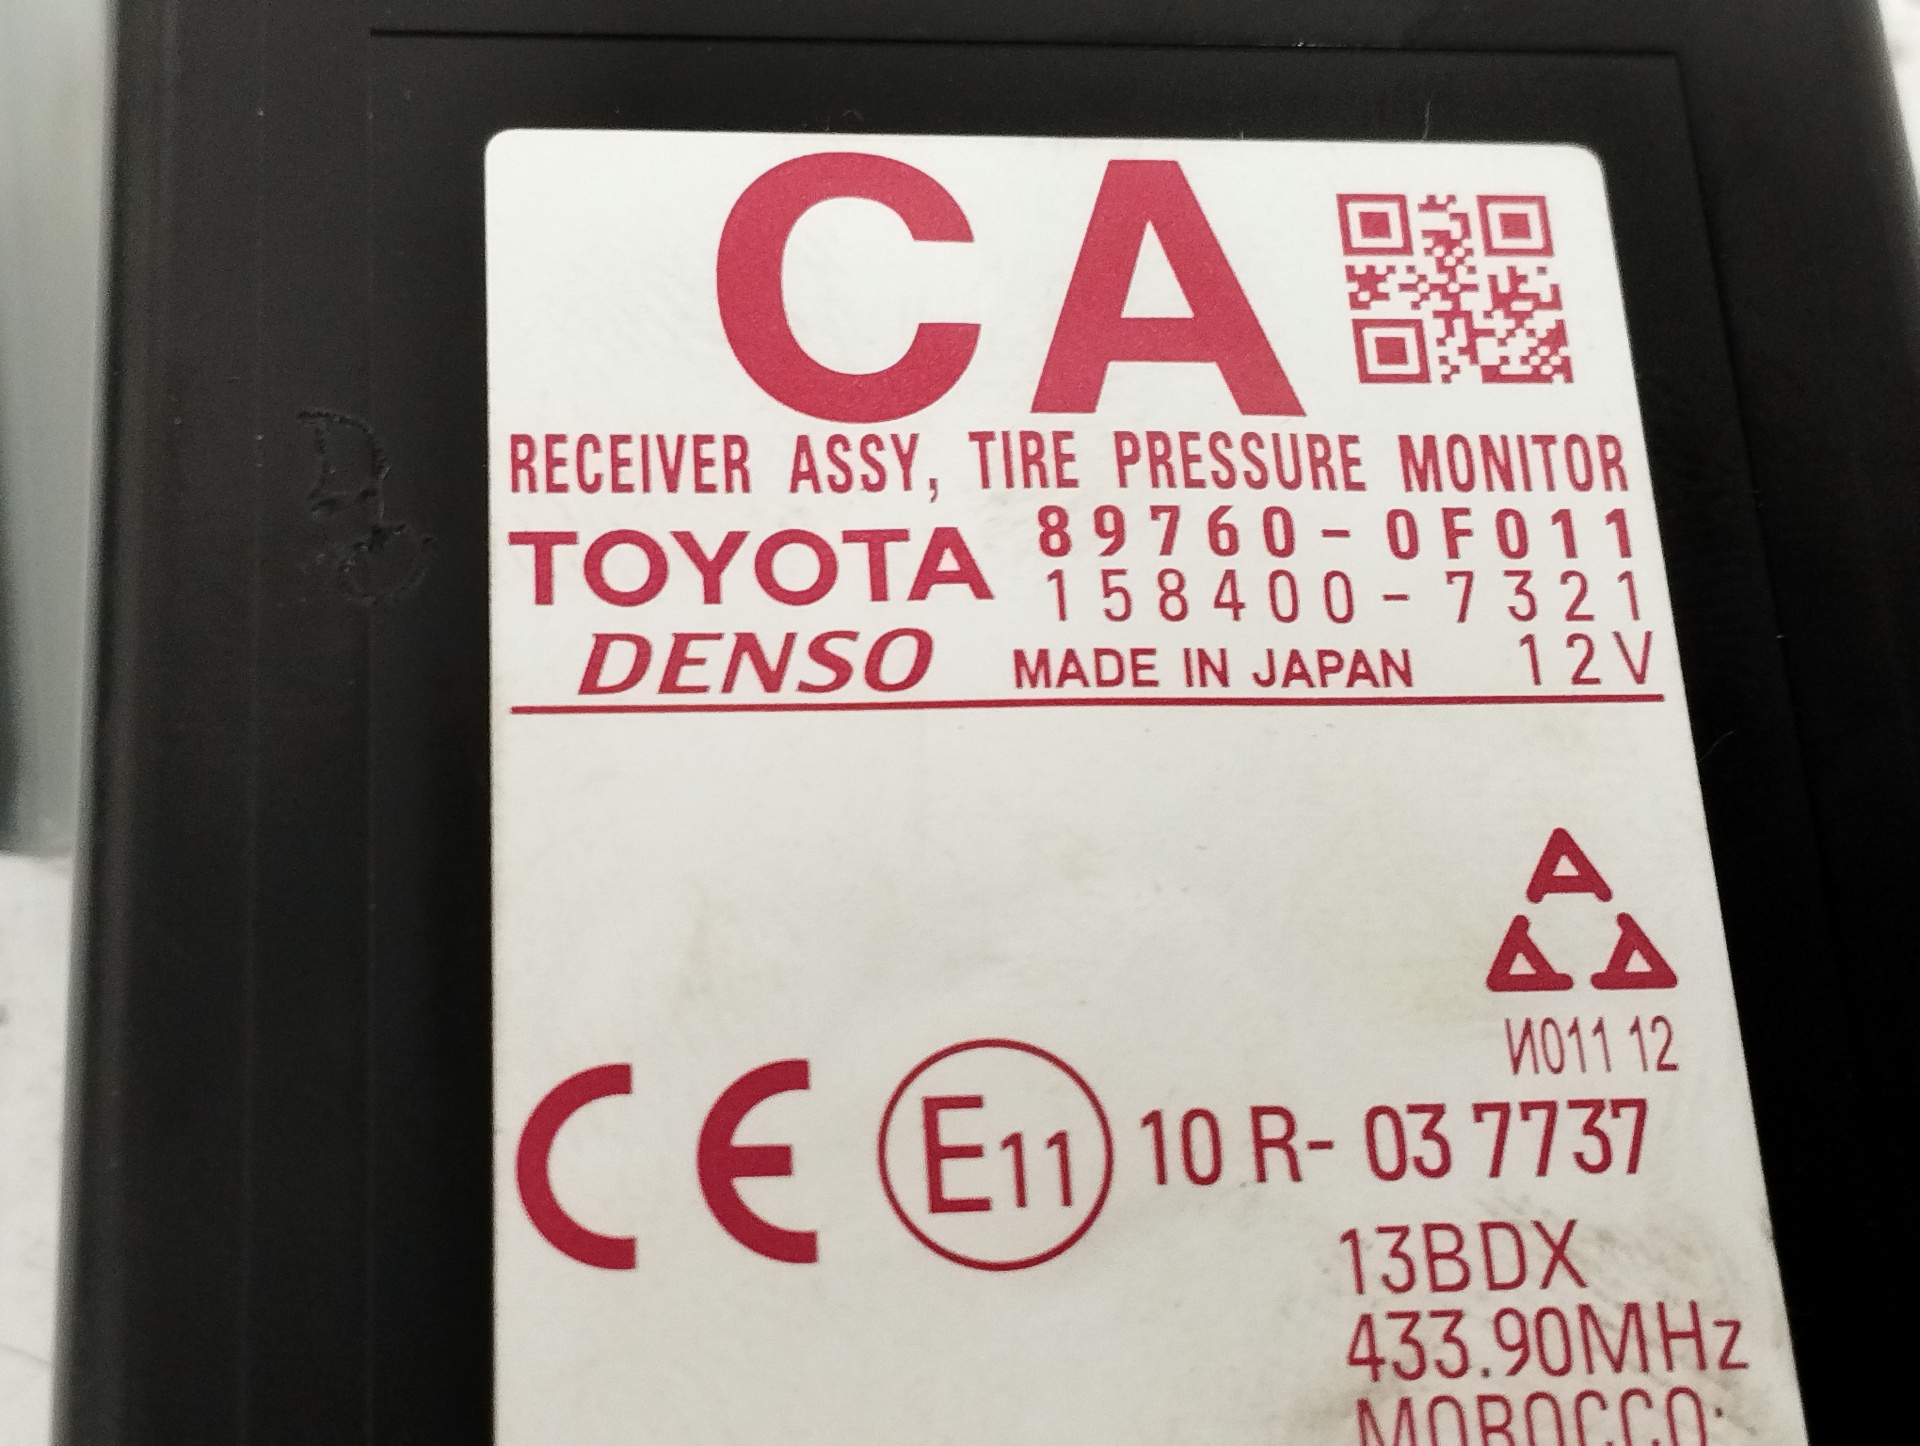 CA
RECEIVER ASSY, TIRE PRESSURE MONITOR
TOYOTA 89760-0F011
158400-7321
DENSO MADE IN JAPAN 12V
И011 12
CE E11 10 R- 03 7737
13BDX
433.90MHz
MOROCCO: